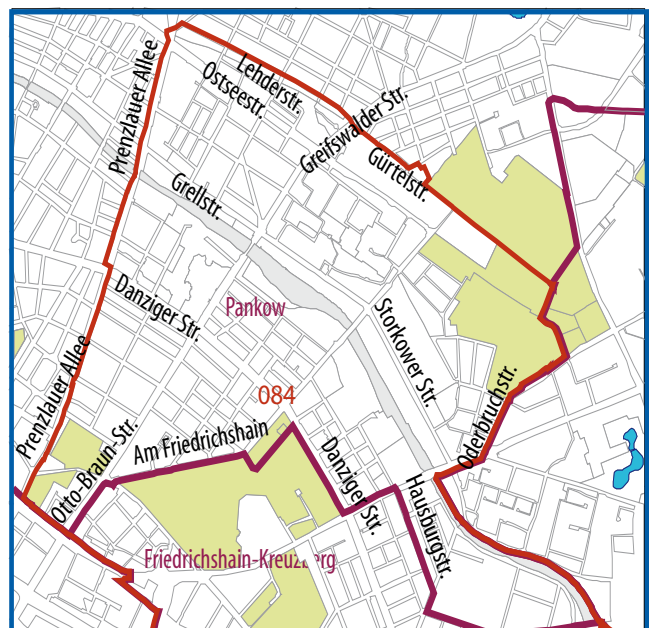 Prenzlauer Allee
Lehderstr.
Ostseestr.
Greifswalder Str.
Gürtelstr.
Grellstr.
Danziger Str.
Pankow
Storkower Str.
Prenzlauer Allee
084
Oderbruchstr.
Otto-Braun-Str.
Am Friedrichshain
Danziger Str.
Hausburgstr.
Friedrichshain-Kreuzberg